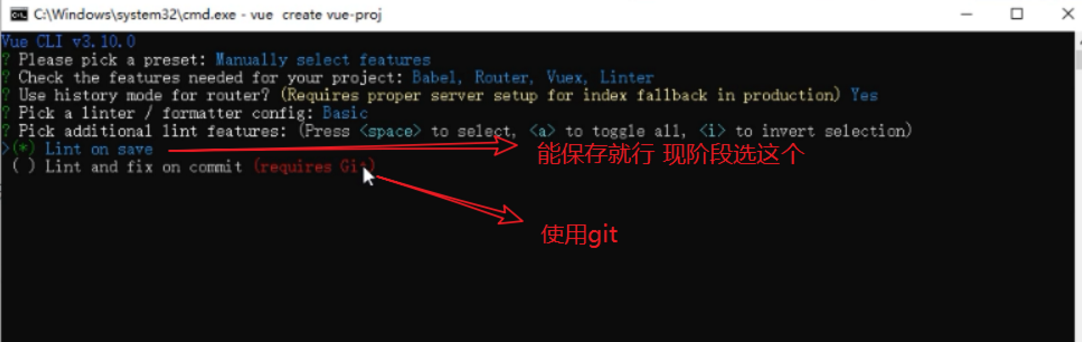 C:\Windows\system32\cmd.exe - vue create vue-proj
Vue CLI v3.10.0
? Please pick a preset: Manually select features
? Check the features needed for your project: Babel, Router, Vuex, Linter
? Use history mode for router? (Requires proper server setup for index fallback in production) Yes
? Pick a linter / formatter config: Basic
? Pick additional lint features: (Press <space> to select, <a> to toggle all, <i> to invert selection)
>(*) Lint on save
能保存就行 现阶段选这个
( ) Lint and fix on commit (requires Git)
使用git